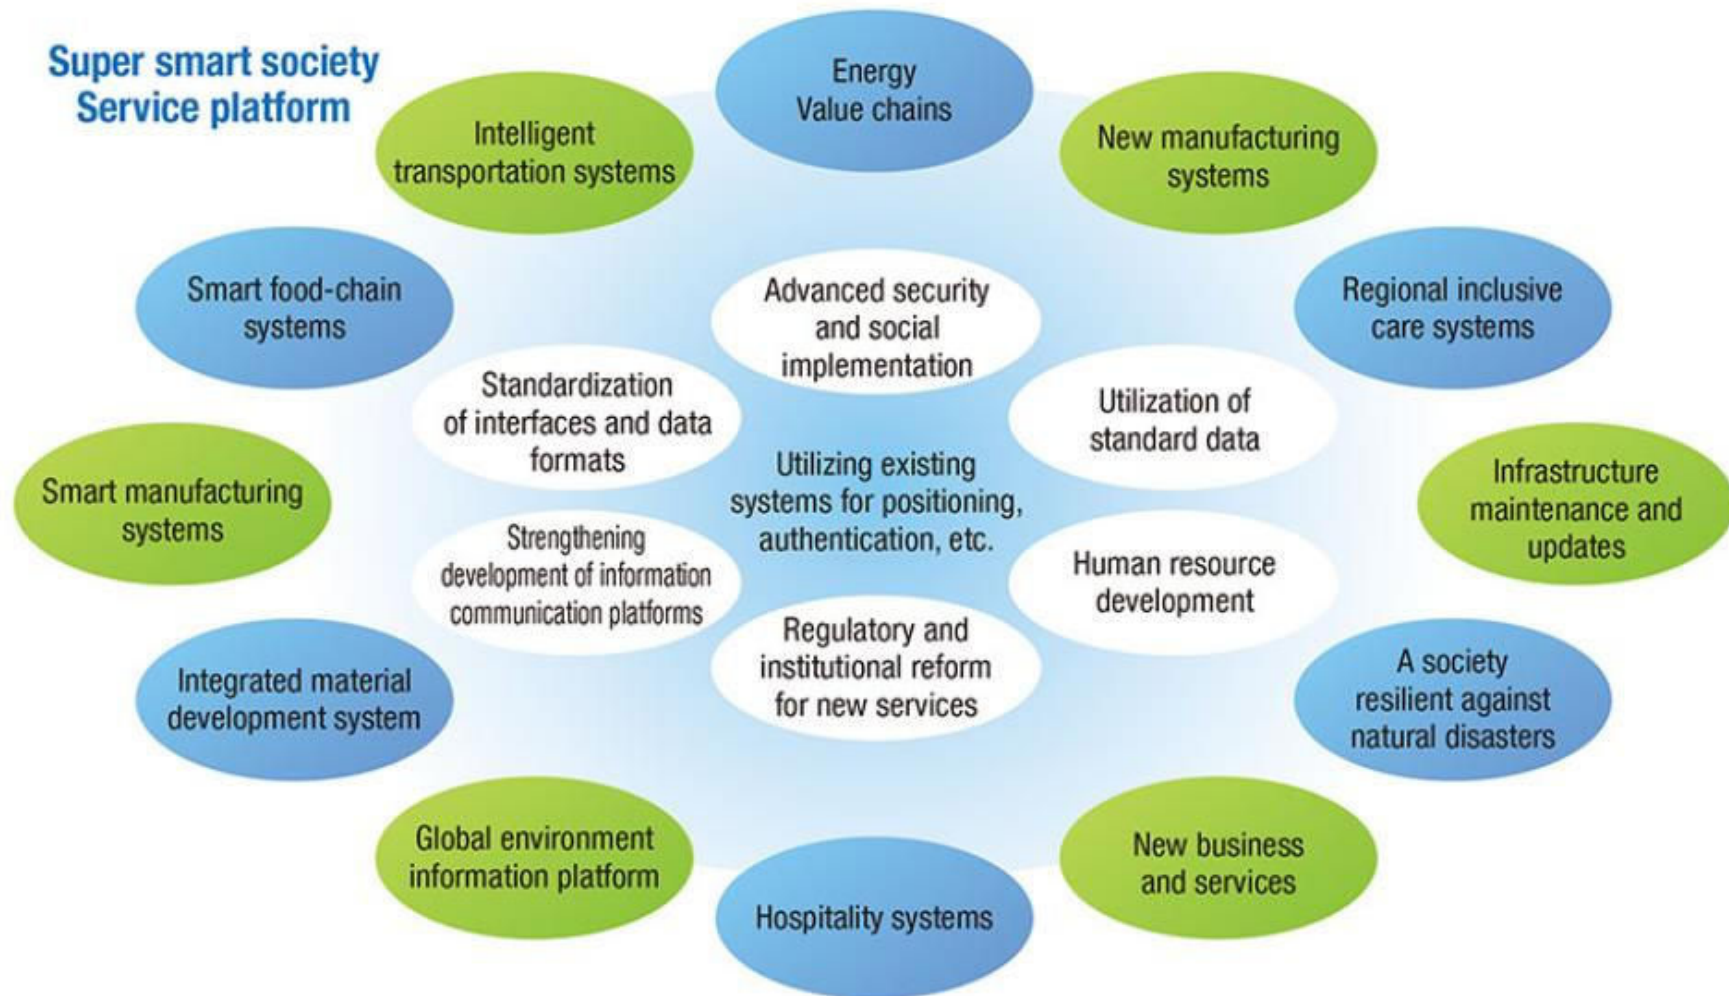 Super smart society
Service platform
Energy
Value chains
Intelligent
transportation systems
New manufacturing
systems
Smart food-chain
systems
Regional inclusive
care systems
Advanced security
and social
implementation
Standardization
of interfaces and data
formats
Utilization of
standard data
Utilizing existing
systems for positioning,
authentication, etc.
Smart manufacturing
systems
Infrastructure
maintenance and
updates
Strengthening
development of information
communication platforms
Human resource
development
Regulatory and
institutional reform
for new services
Integrated material
development system
A society
resilient against
natural disasters
Global environment
information platform
New business
and services
Hospitality systems